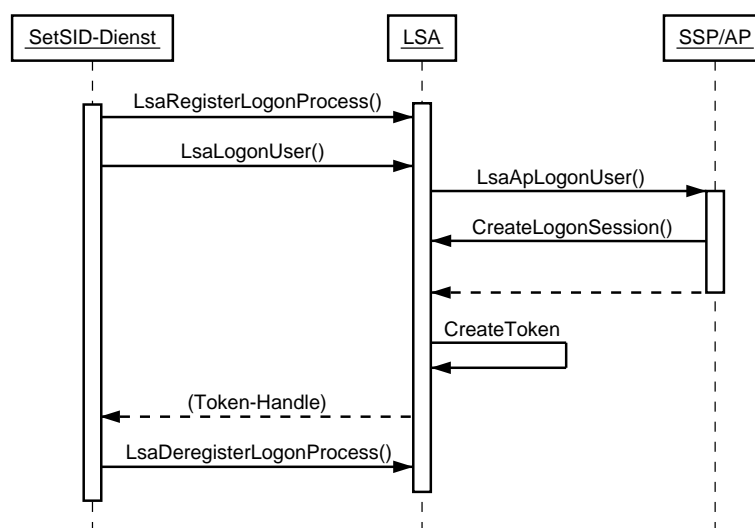 SetSID-Dienst
LSA
SSP/AP
LsaRegisterLogonProcess()
LsaLogonUser()
LsaApLogonUser()
CreateLogonSession()
CreateToken
(Token-Handle)
LsaDeregisterLogonProcess()